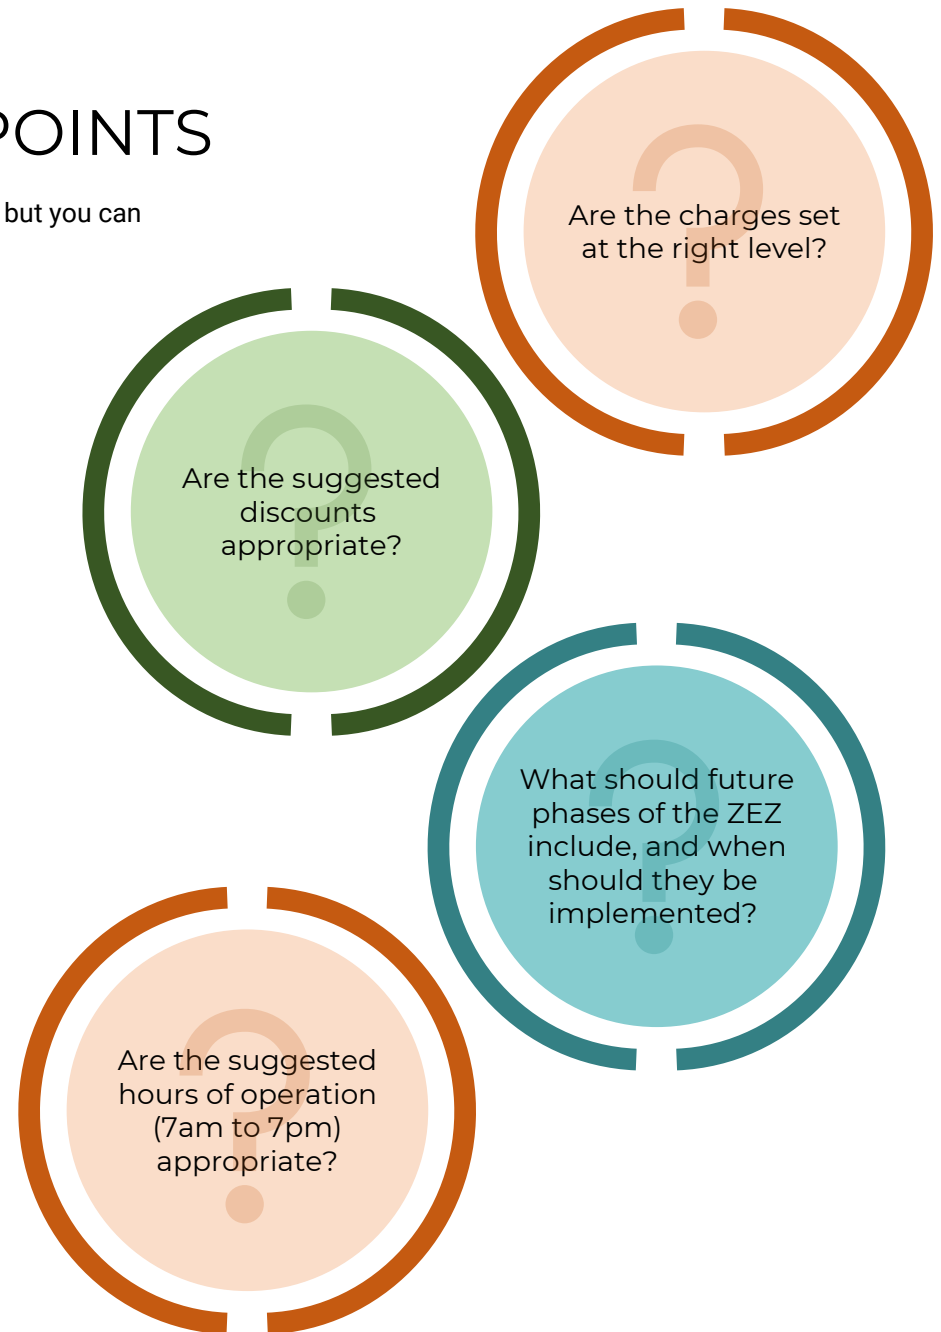 POINTS
but you can
Are the charges set
at the right level?
Are the suggested
discounts
appropriate?
What should future
phases of the ZEZ
include, and when
should they be
implemented?
Are the suggested
hours of operation
(7am to 7pm)
appropriate?